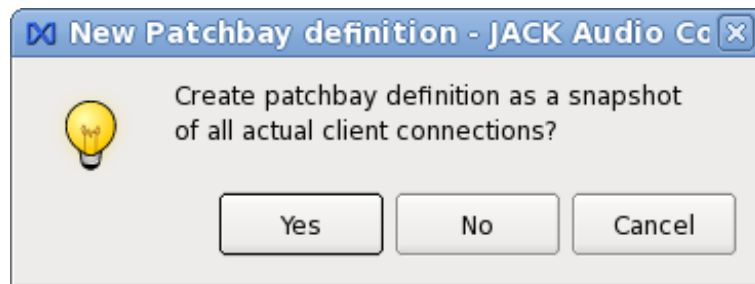 New Patchbay definition - JACK Audio Co
Create patchbay definition as a snapshot
of all actual client connections?
Yes
No
Cancel